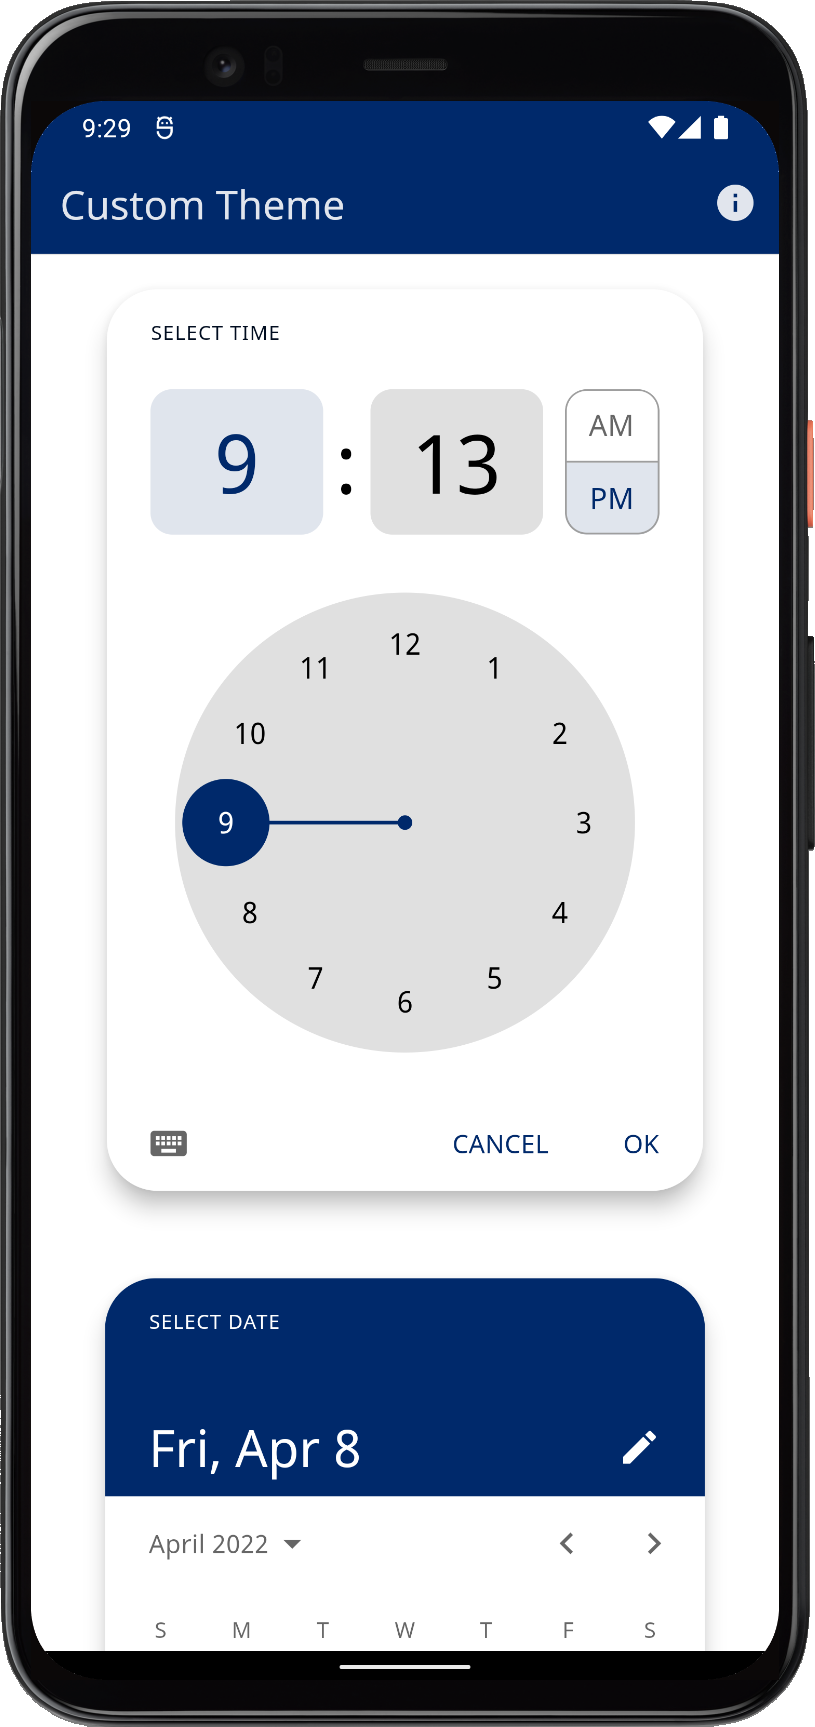 9:29
Custom Theme
SELECT TIME
9 : 13
AM
PM
12
11 1
10 2
9 3
8 4
7 5
6
CANCEL OK
SELECT DATE
Fri, Apr 8
April 2022
S M T W T F S